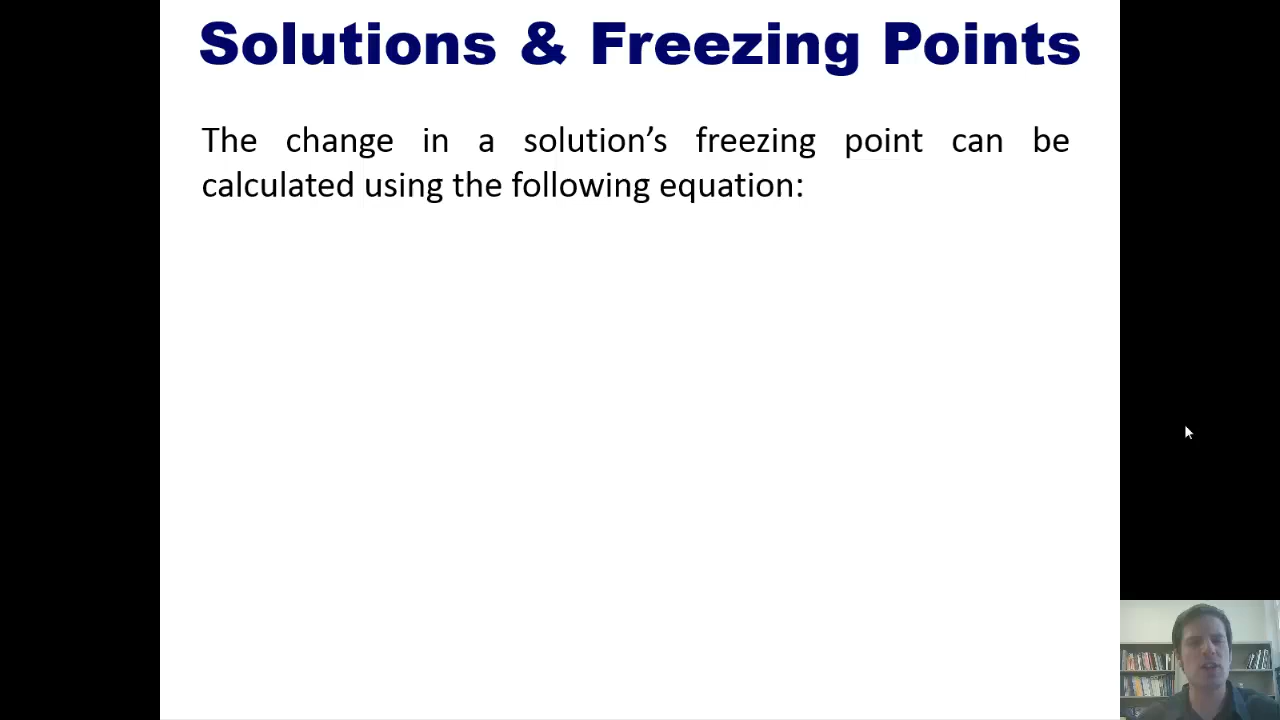 Solutions & Freezing Points
The change in a solution’s freezing point can be
calculated using the following equation: